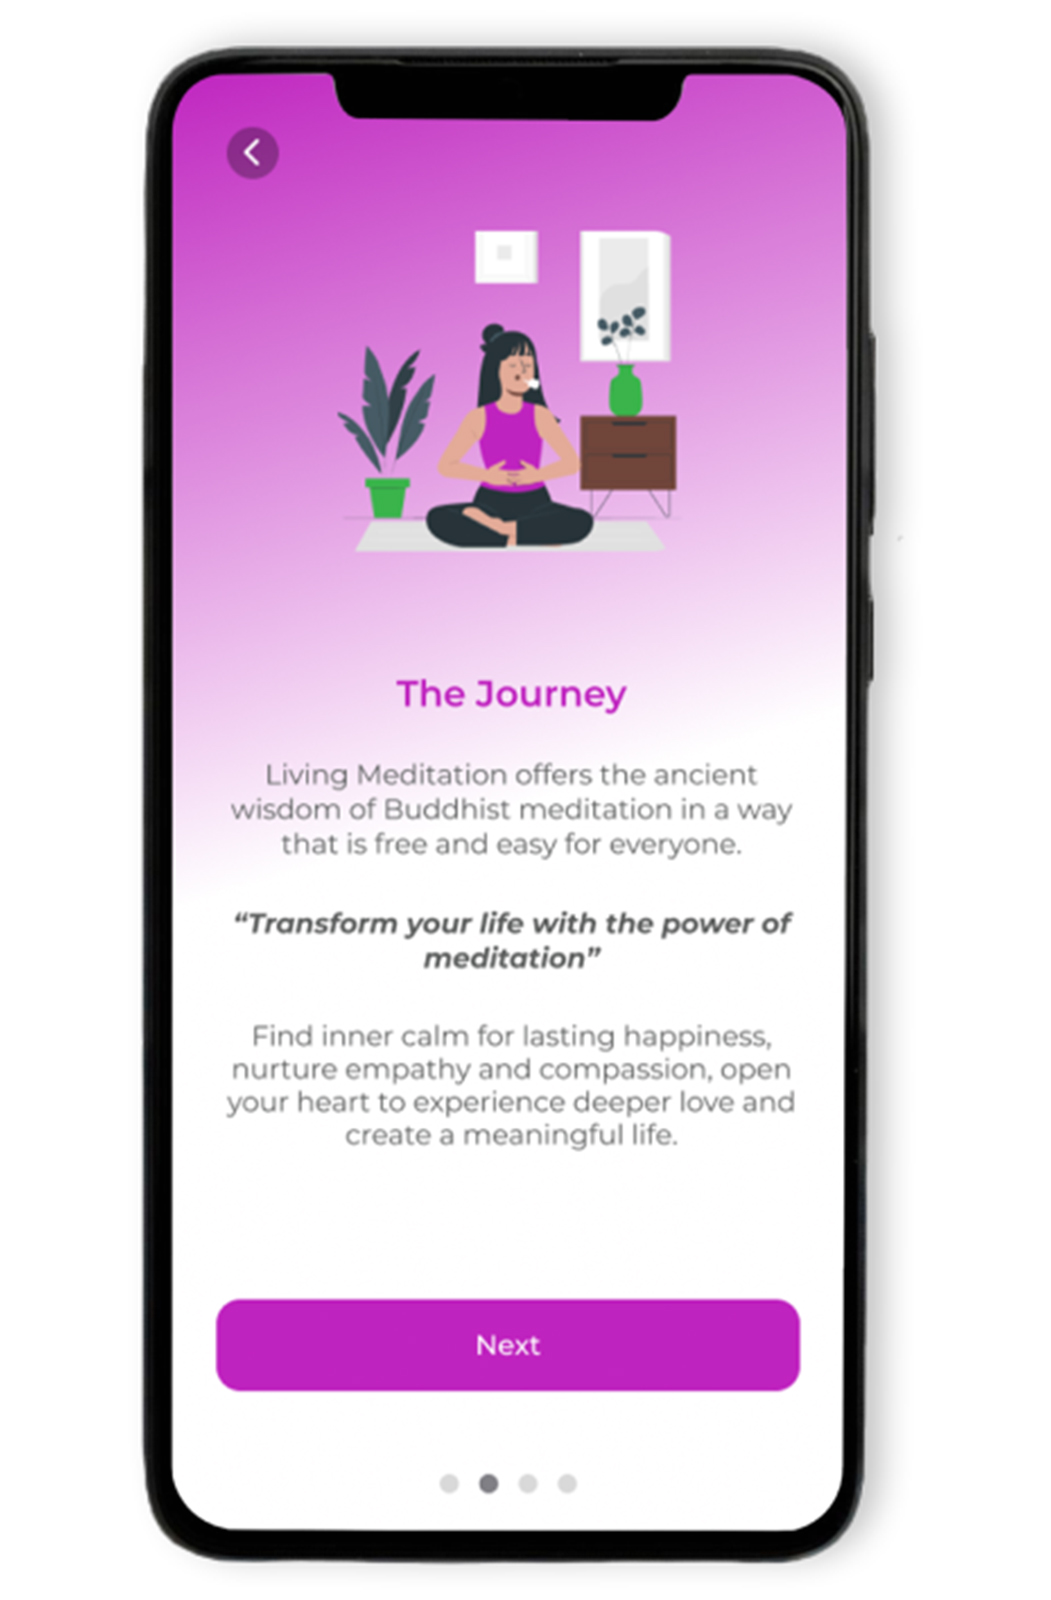 The Journey
Living Meditation offers the ancient
wisdom of Buddhist meditation in a way
that is free and easy for everyone.
“Transform your life with the power of
meditation”
Find inner calm for lasting happiness,
nurture empathy and compassion, open
your heart to experience deeper love and
create a meaningful life.
Next